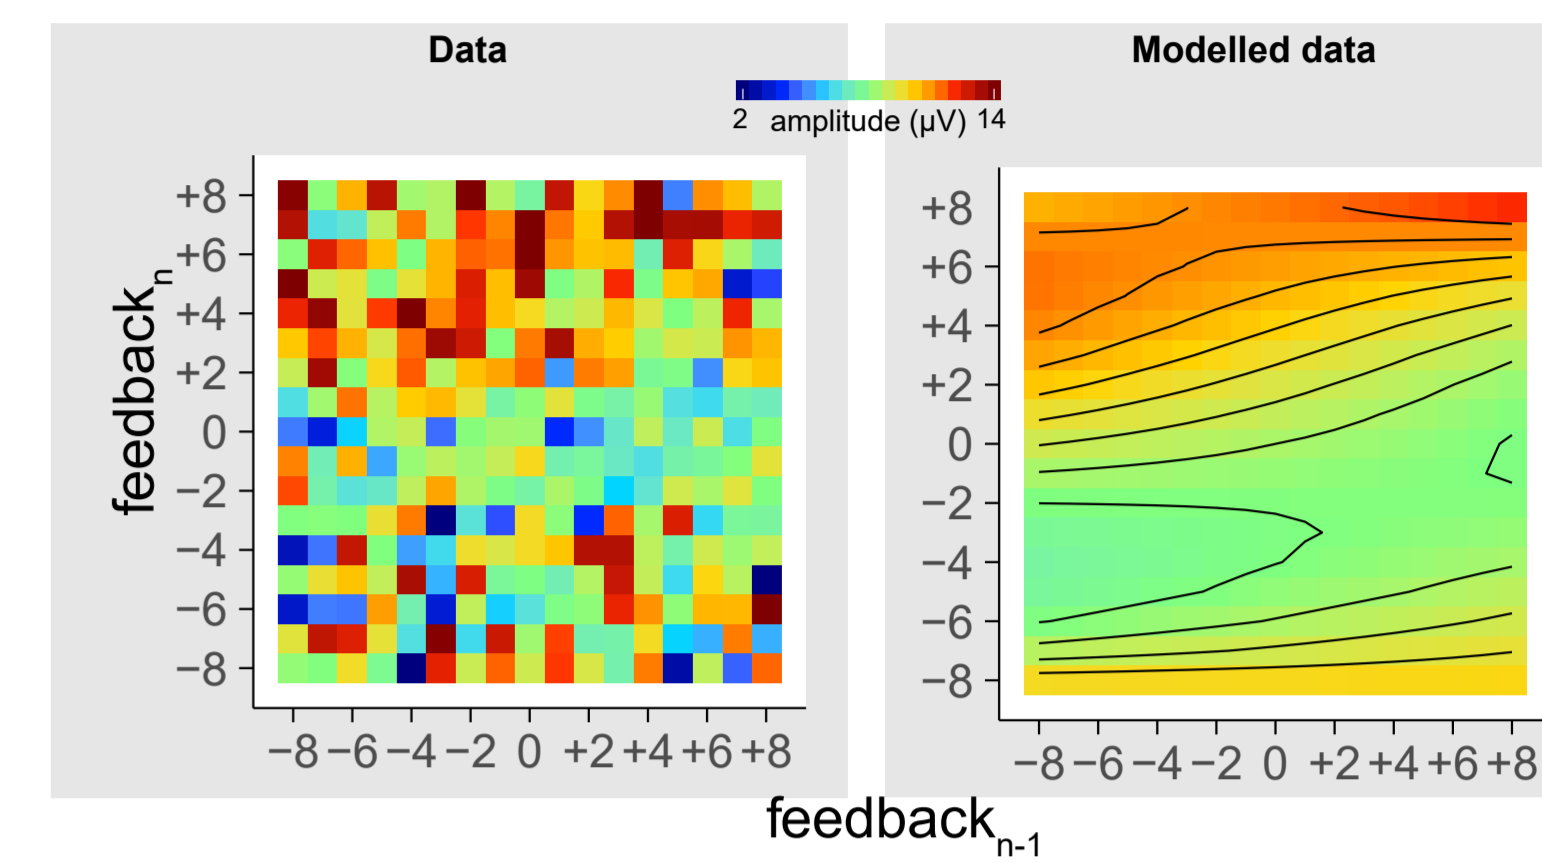 Data
Modelled data
2 amplitude (μV) 14
+8
+6
+4
+2
0
−2
−4
−6
−8
feedbackn
−8 −6 −4 −2 0 +2 +4 +6 +8
+8
+6
+4
+2
0
−2
−4
−6
−8
−8 −6 −4 −2 0 +2 +4 +6 +8
feedbackn-1